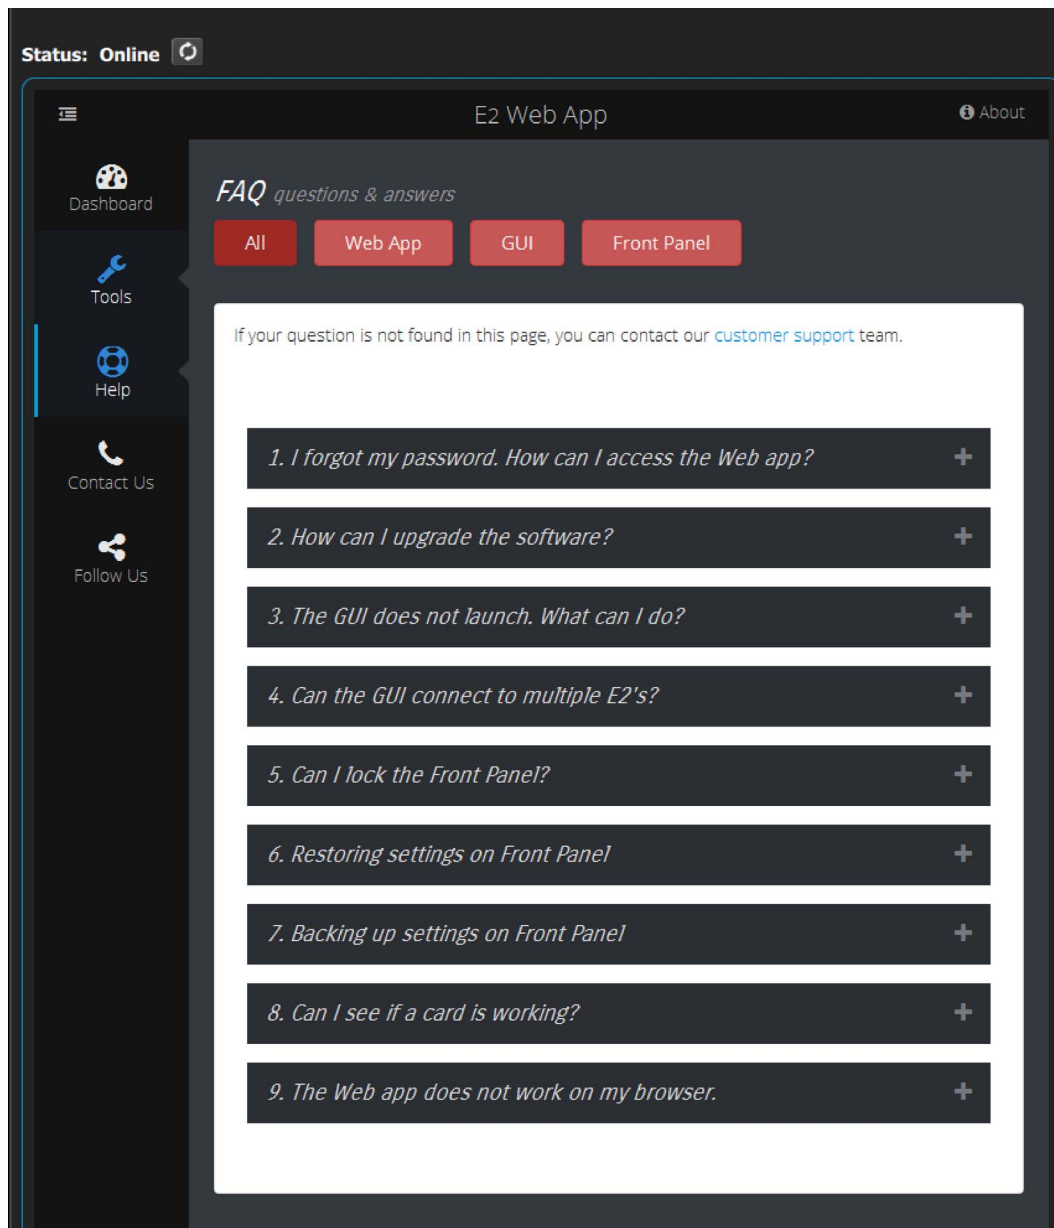 Status: Online
E2 Web App
About
Dashboard
Tools
Help
Contact Us
Follow Us
FAQ questions & answers
All
Web App
GUI
Front Panel
If your question is not found in this page, you can contact our customer support team.
1. I forgot my password. How can I access the Web app?
2. How can I upgrade the software?
3. The GUI does not launch. What can I do?
4. Can the GUI connect to multiple E2's?
5. Can I lock the Front Panel?
6. Restoring settings on Front Panel
7. Backing up settings on Front Panel
8. Can I see if a card is working?
9. The Web app does not work on my browser.